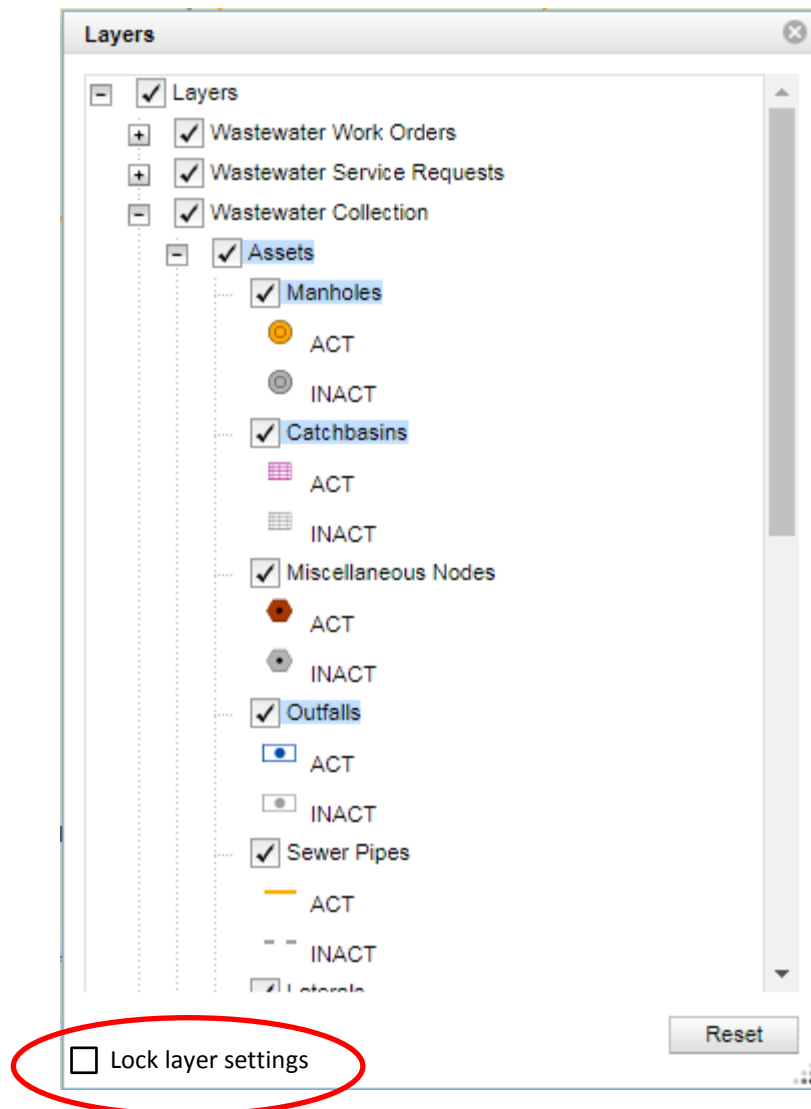 Layers
Layers
Wastewater Work Orders
Wastewater Service Requests
Wastewater Collection
Assets
Manholes
ACT
INACT
Catchbasins
ACT
INACT
Miscellaneous Nodes
ACT
INACT
Outfalls
ACT
INACT
Sewer Pipes
ACT
INACT
Laterals
Reset
Lock layer settings